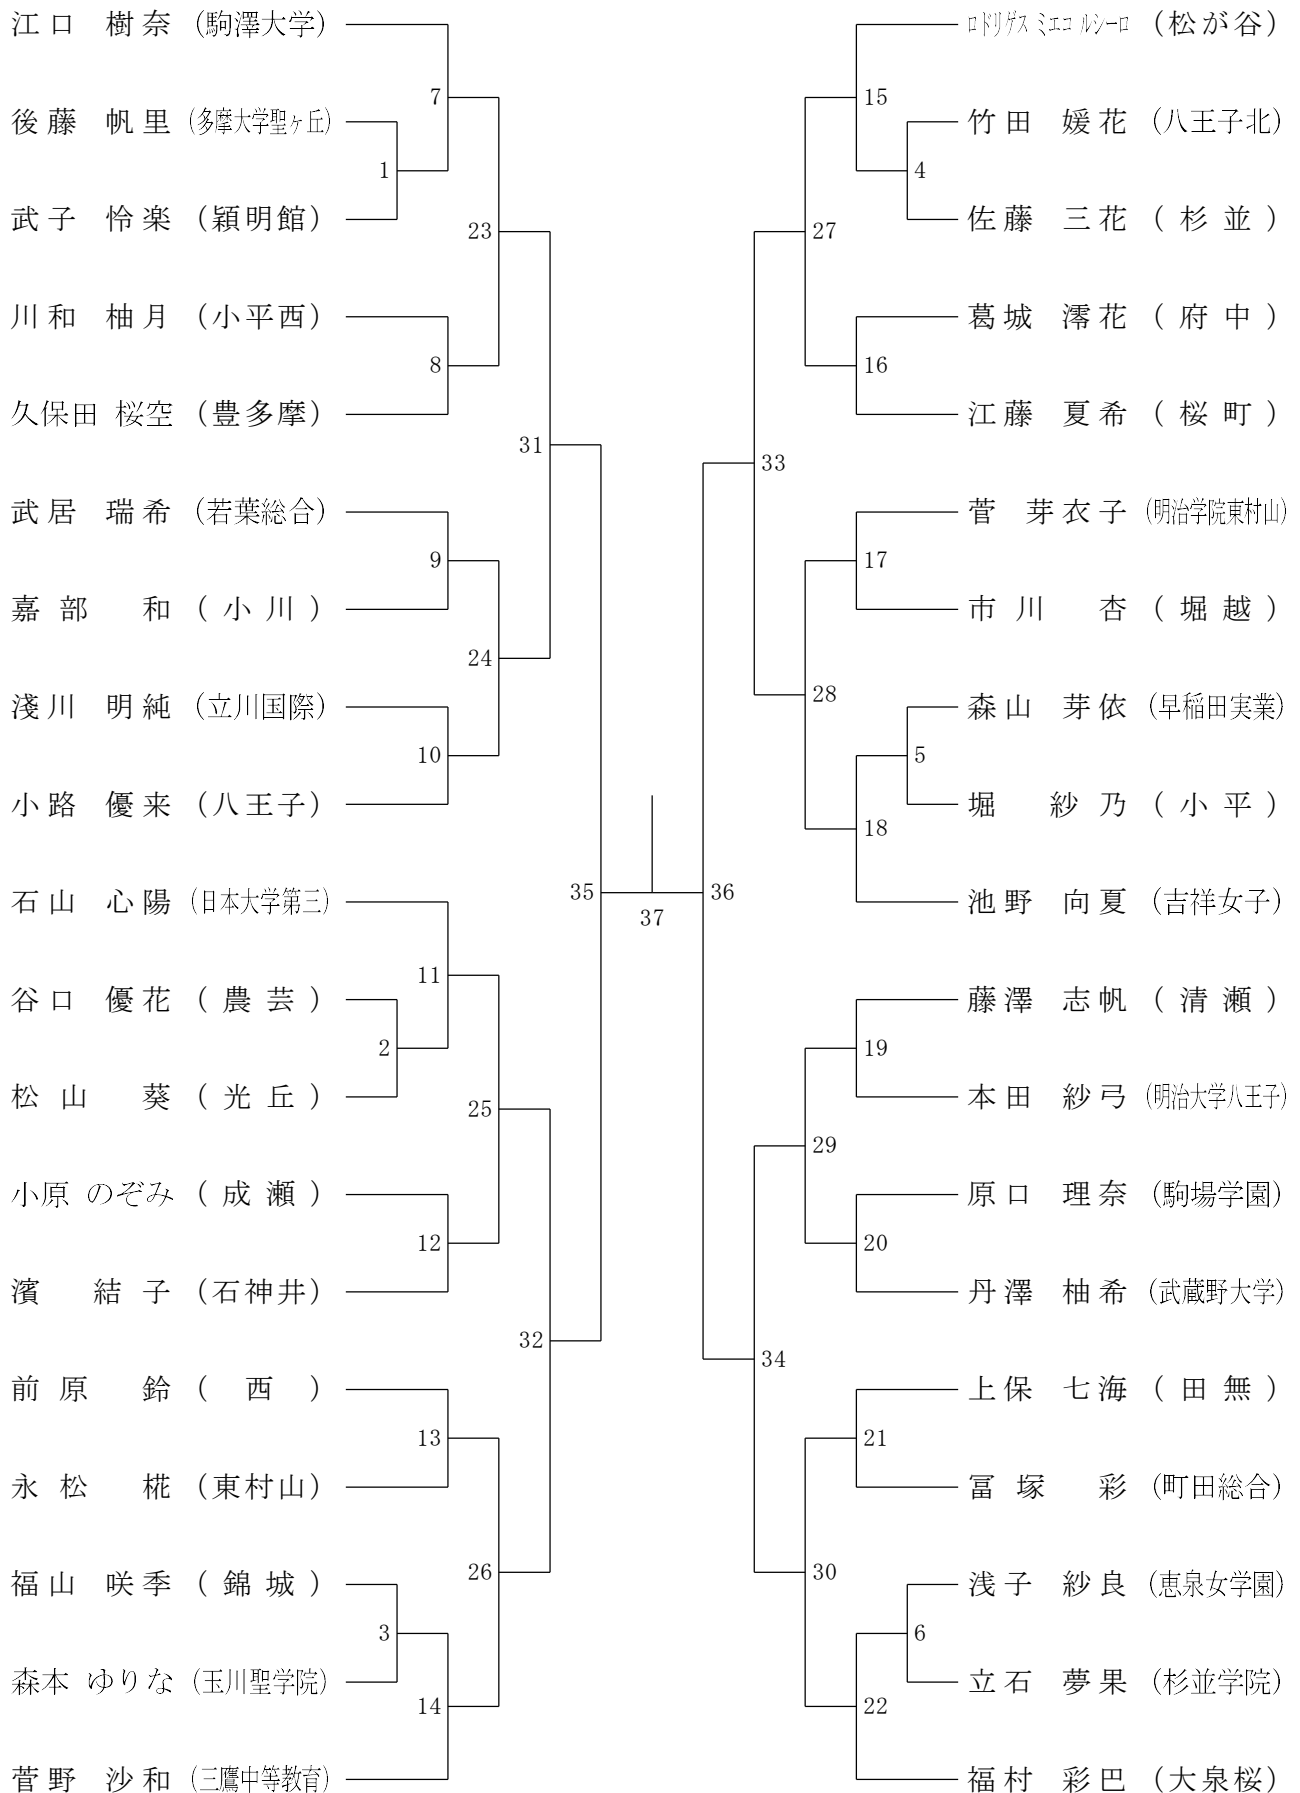 江口 樹奈 (駒澤大学)
7
後藤 帆里 (多摩大学聖ヶ丘)
1
武子 怜楽 (穎明館)
23
川和 柚月 (小平西)
8
久保田 桜空 (豊多摩)
31
武居 瑞希 (若葉総合)
9
嘉部 和 (小川)
24
淺川 明純 (立川国際)
10
小路 優来 (八王子)
35
石山 心陽 (日本大学第三)
11
谷口 優花 (農芸)
2
松山 葵 (光丘)
25
小原 のぞみ (成瀬)
12
濱 結子 (石神井)
32
前原 鈴 (西)
13
永松 椛 (東村山)
26
福山 咲季 (錦城)
3
森本 ゆりな (玉川聖学院)
14
菅野 沙和 (三鷹中等教育)
37
ロドリゲス ミエコ ルシーロ (松が谷)
15
竹田 媛花 (八王子北)
4
佐藤 三花 (杉並)
27
葛城 澪花 (府中)
16
江藤 夏希 (桜町)
33
菅 芽衣子 (明治学院東村山)
17
市川 杏 (堀越)
28
森山 芽依 (早稲田実業)
5
堀 紗乃 (小平)
18
池野 向夏 (吉祥女子)
36
藤澤 志帆 (清瀬)
19
本田 紗弓 (明治大学八王子)
29
原口 理奈 (駒場学園)
20
丹澤 柚希 (武蔵野大学)
34
上保 七海 (田無)
21
冨塚 彩 (町田総合)
30
浅子 紗良 (恵泉女学園)
6
立石 夢果 (杉並学院)
22
福村 彩巴 (大泉桜)